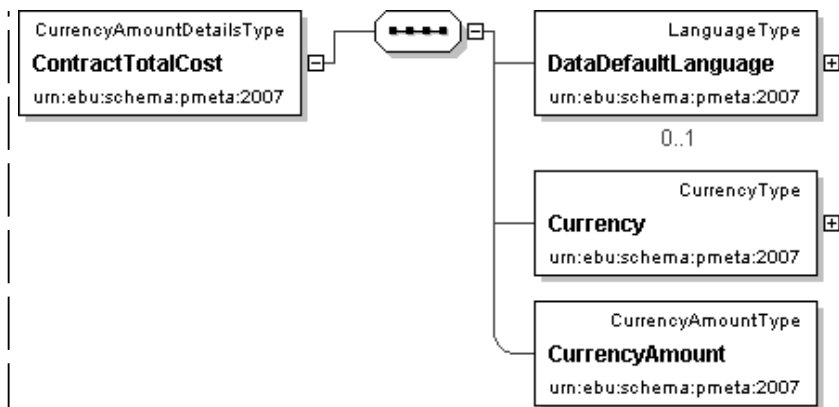 CurrencyAmountDetailsType
ContractTotalCost
urn:ebu:schema:pmeta:2007
LanguageType
DataDefaultLanguage
urn:ebu:schema:pmeta:2007
0..1
CurrencyType
Currency
urn:ebu:schema:pmeta:2007
CurrencyAmountType
CurrencyAmount
urn:ebu:schema:pmeta:2007